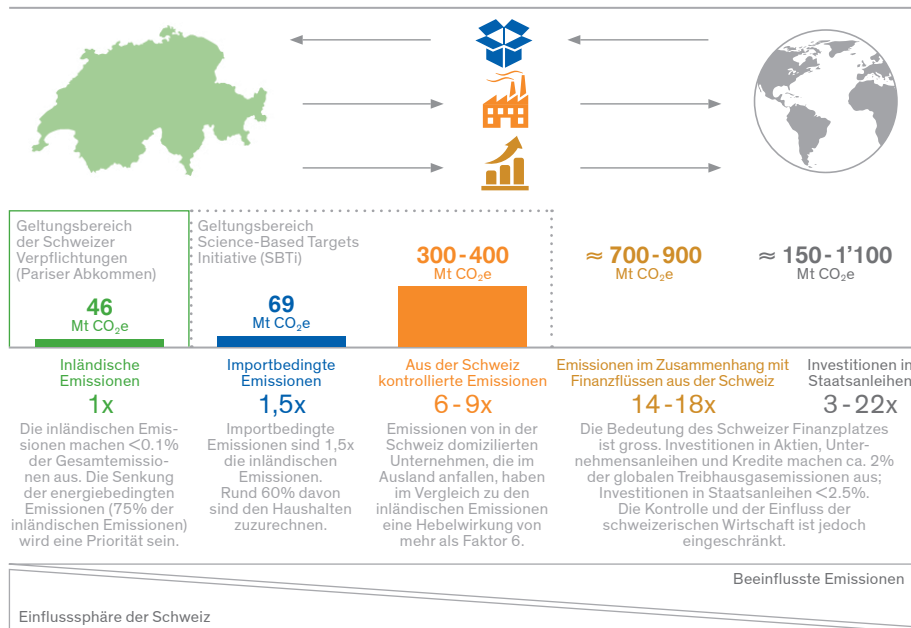 Geltungsbereich
der Schweizer
Verpflichtungen
(Pariser Abkommen)
46
Mt CO₂e
Geltungsbereich
Science-Based Targets
Initiative (SBTi)
69
Mt CO₂e
300-400
Mt CO₂e
≈ 700-900
Mt CO₂e
≈ 150-1'100
Mt CO₂e
Inländische
Emissionen
1x
Die inländischen Emis-
sionen machen <0.1%
der Gesamtemissio-
nen aus. Die Senkung
der energiebedingten
Emissionen (75% der
inländischen Emissionen)
wird eine Priorität sein.
Importbedingte
Emissionen
1,5x
Importbedingte
Emissionen sind 1,5x
die inländischen
Emissionen.
Rund 60% davon
sind den Haushalten
zuzurechnen.
Aus der Schweiz
kontrollierte Emissionen
6-9x
Emissionen von in der
Schweiz domizilierten
Unternehmen, die im
Ausland anfallen, haben
im Vergleich zu den
inländischen Emissionen
eine Hebelwirkung von
mehr als Faktor 6.
Emissionen im Zusammenhang mit
Finanzflüssen aus der Schweiz
14-18x
Investitionen in
Staatsanleihen
3-22x
Die Bedeutung des Schweizer Finanzplatzes
ist gross. Investitionen in Aktien, Unter-
nehmensanleihen und Kredite machen ca. 2%
der globalen Treibhausgasemissionen aus;
Investitionen in Staatsanleihen <2.5%.
Die Kontrolle und der Einfluss der
schweizerischen Wirtschaft ist jedoch
eingeschränkt.
Beeinflusste Emissionen
Einflusssphäre der Schweiz